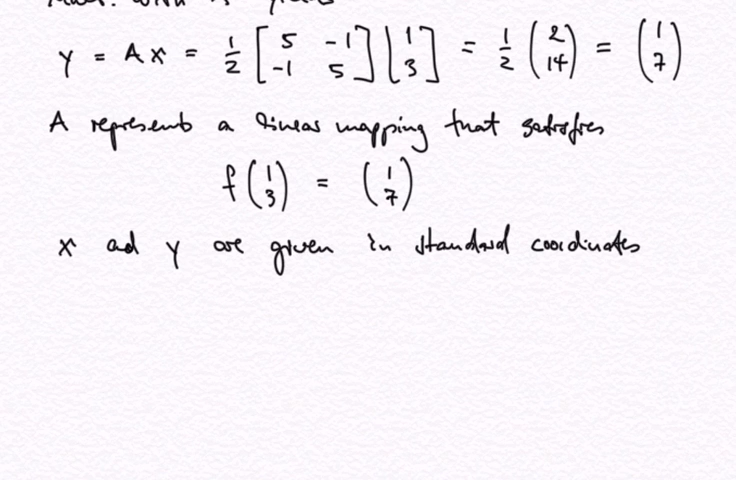 y = A x = 1/2 [5 -1; -1 5] [1; 3] = 1/2 (2; 14) = (1; 7)
A represents a linear mapping that satisfies
f(1; 3) = (1; 7)
x and y are given in standard coordinates